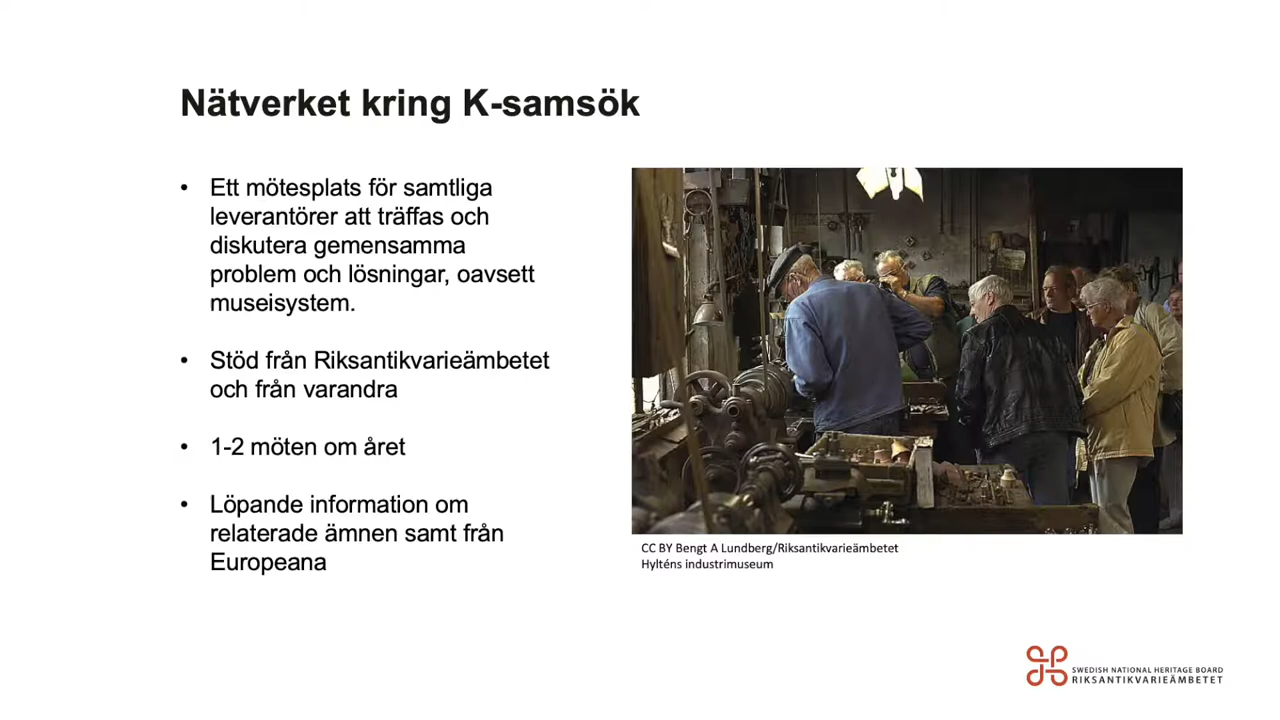 Nätverket kring K-samsök
• Ett mötesplats för samtliga
leverantörer att träffas och
diskutera gemensamma
problem och lösningar, oavsett
museisystem.
• Stöd från Riksantikvarieämbetet
och från varandra
• 1-2 möten om året
• Löpande information om
relaterade ämnen samt från
Europeana
CC BY Bengt A Lundberg/Riksantikvarieämbetet
Hylténs industrimuseum
SWEDISH NATIONAL HERITAGE BOARD
RIKSANTIKVARIEÄMBETET